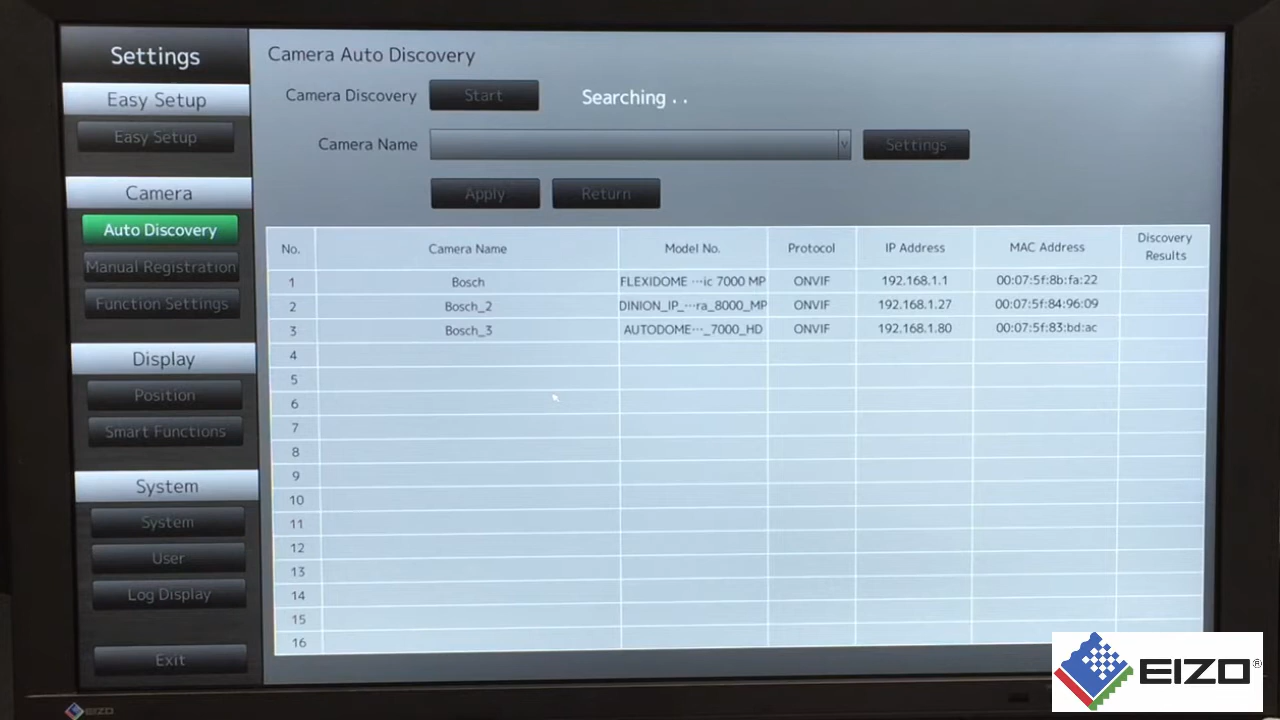 Settings
Easy Setup
Easy Setup
Camera
Auto Discovery
Manual Registration
Function Settings
Display
Position
Smart Functions
System
System
User
Log Display
Exit
Camera Auto Discovery
Camera Discovery Start Searching . .
Camera Name Settings
Apply Return
No. Camera Name Model No. Protocol IP Address MAC Address Discovery Results
1 Bosch FLEXIDOME ···ic 7000 MP ONVIF 192.168.1.1 00:07:5f:8b:fa:22
2 Bosch_2 DINION_IP_···ra_8000_MP ONVIF 192.168.1.27 00:07:5f:84:96:09
3 Bosch_3 AUTODOME···_7000_HD ONVIF 192.168.1.80 00:07:5f:83:bd:ac
4
5
6
7
8
9
10
11
12
13
14
15
16
EIZO
EIZO®